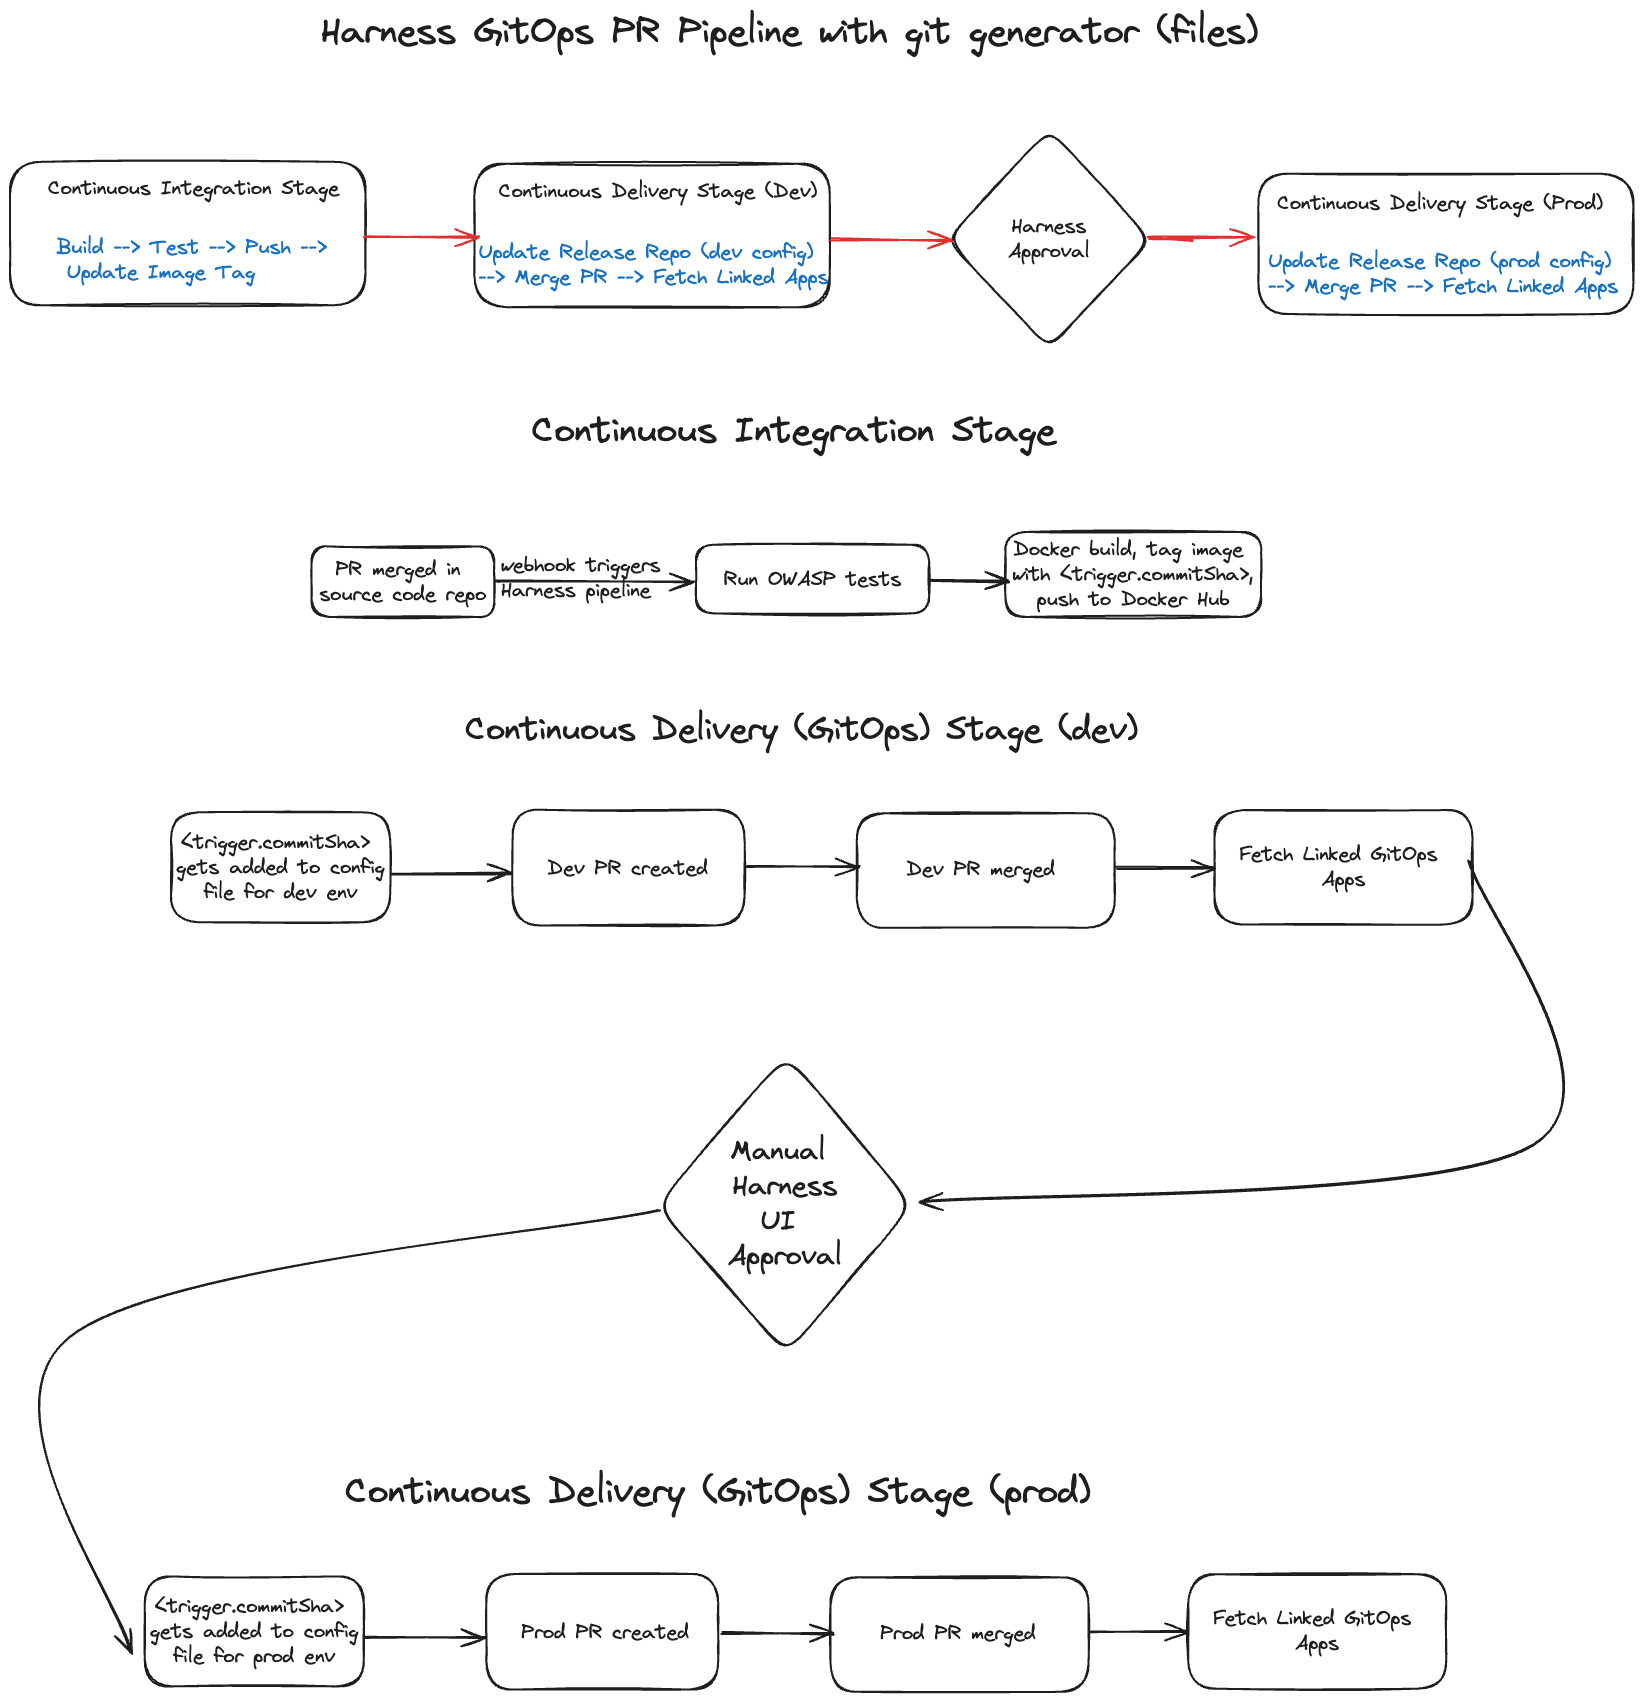 Harness GitOps PR Pipeline with git generator (files)
Continuous Integration Stage
Build --> Test --> Push -->
Update Image Tag
Continuous Delivery Stage (Dev)
Update Release Repo (dev config)
--> Merge PR --> Fetch Linked Apps
Harness
Approval
Continuous Delivery Stage (Prod)
Update Release Repo (prod config)
--> Merge PR --> Fetch Linked Apps
Continuous Integration Stage
PR merged in
source code repo
webhook triggers
Harness pipeline
Run OWASP tests
Docker build, tag image
with <trigger.commitSha>,
push to Docker Hub
Continuous Delivery (GitOps) Stage (dev)
<trigger.commitSha>
gets added to config
file for dev env
Dev PR created
Dev PR merged
Fetch Linked GitOps
Apps
Manual
Harness
UI
Approval
Continuous Delivery (GitOps) Stage (prod)
<trigger.commitSha>
gets added to config
file for prod env
Prod PR created
Prod PR merged
Fetch Linked GitOps
Apps